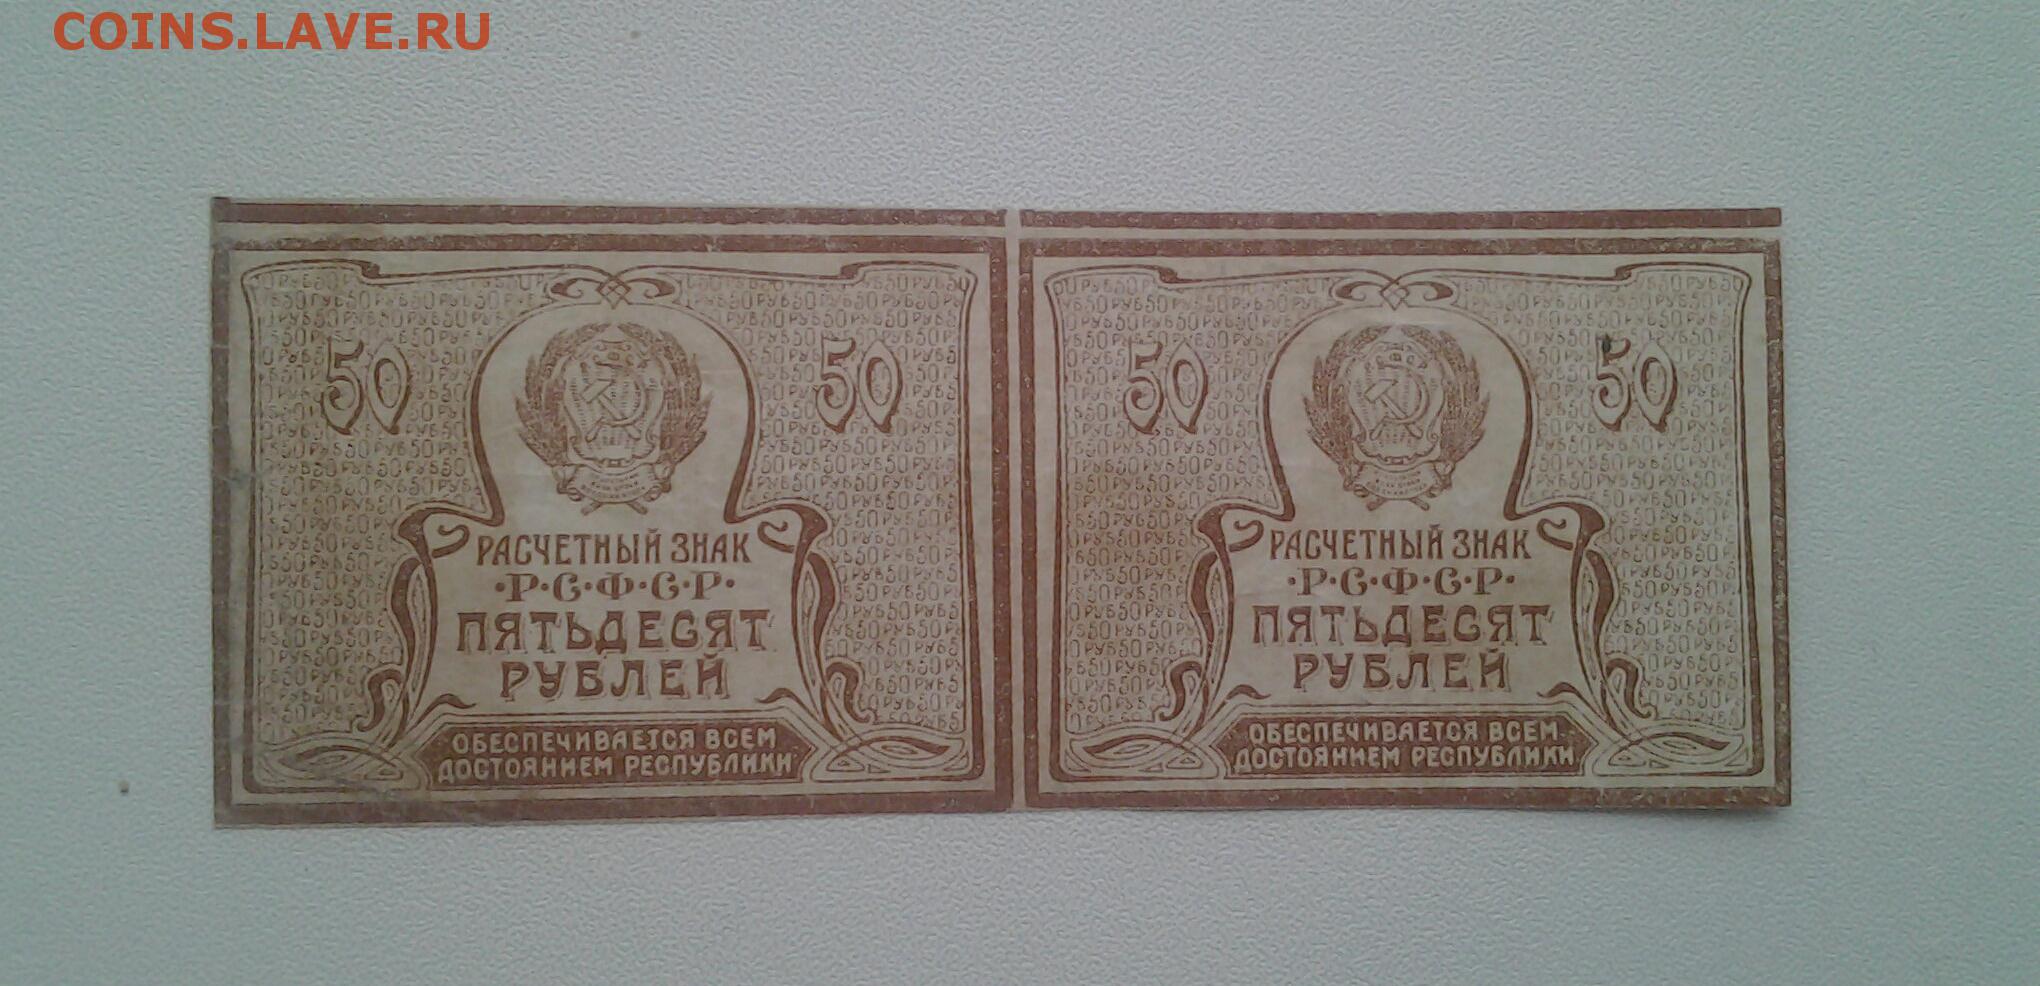 COINS.LAVE.RU
50 50
РАСЧЕТНЫЙ ЗНАК
·Р·С·Ф·С·Р·
ПЯТЬДЕСЯТ
РУБЛЕЙ
ОБЕСПЕЧИВАЕТСЯ ВСЕМ
ДОСТОЯНИЕМ РЕСПУБЛИКИ
50 50
РАСЧЕТНЫЙ ЗНАК
·Р·С·Ф·С·Р·
ПЯТЬДЕСЯТ
РУБЛЕЙ
ОБЕСПЕЧИВАЕТСЯ ВСЕМ
ДОСТОЯНИЕМ РЕСПУБЛИКИ